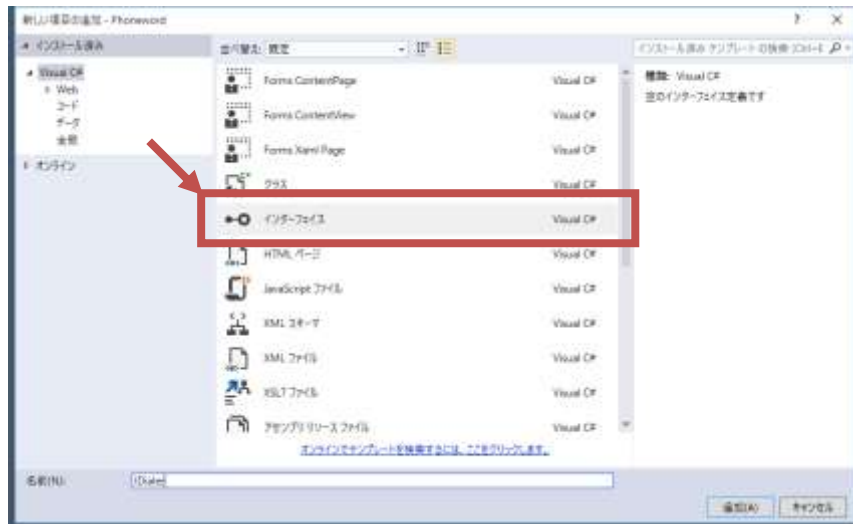 新しい項目の追加 - Phoneword
? ×
インストール済み
並べ替え: 既定
インストール済み テンプレート の検索 (Ctrl+E)
Visual C#
Web
コード
データ
全般
オンライン
Forms ContentPage Visual C#
Forms ContentView Visual C#
Forms Xaml Page Visual C#
クラス Visual C#
インターフェイス Visual C#
HTML ページ Visual C#
JavaScript ファイル Visual C#
XML スキーマ Visual C#
XML ファイル Visual C#
XSLT ファイル Visual C#
アセンブリ リソース ファイル Visual C#
種類: Visual C#
空のインターフェイス定義です
オンラインでテンプレートを検索するには、ここをクリックします。
名前(N): IDialer
追加(A) キャンセル